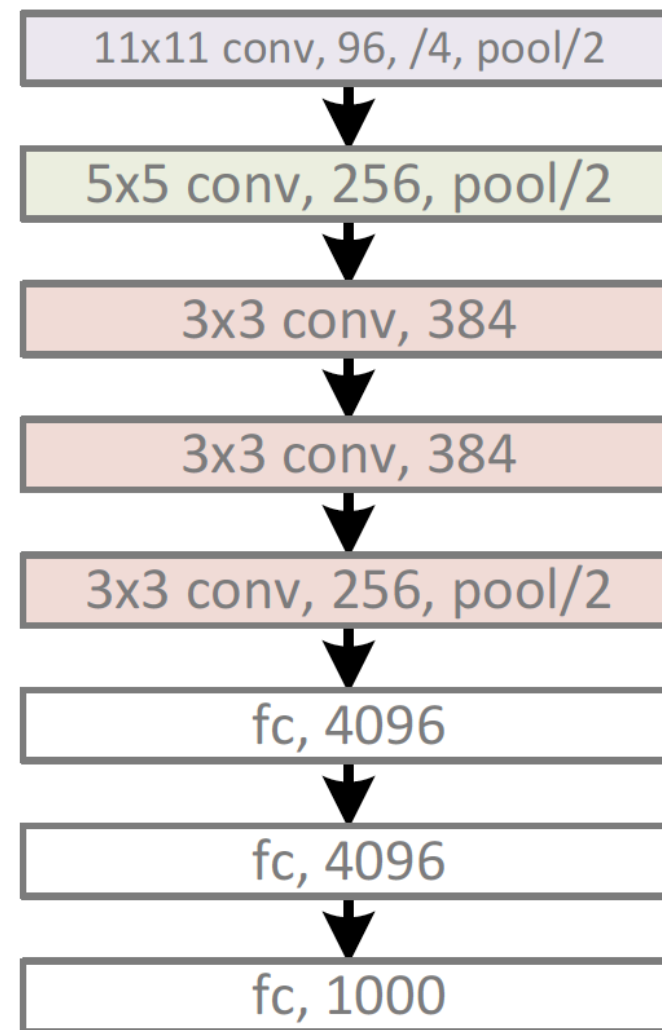 11x11 conv, 96, /4, pool/2
5x5 conv, 256, pool/2
3x3 conv, 384
3x3 conv, 384
3x3 conv, 256, pool/2
fc, 4096
fc, 4096
fc, 1000